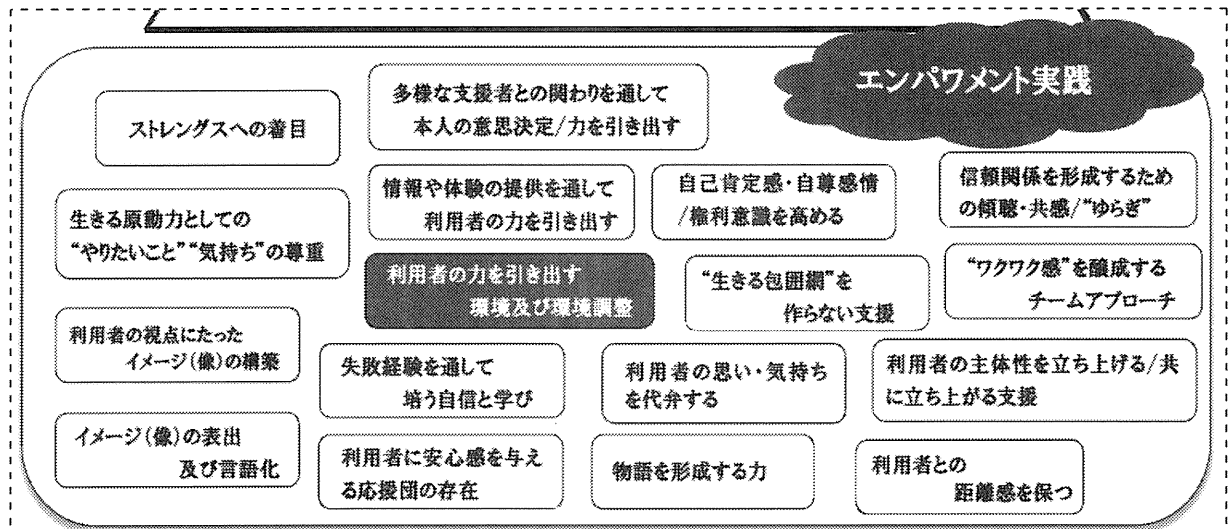 エンパワメント実践
ストレングスへの着目
多様な支援者との関わりを通して
本人の意思決定/力を引き出す
生きる原動力としての
“やりたいこと”“気持ち”の尊重
情報や体験の提供を通して
利用者の力を引き出す
自己肯定感・自尊感情
/権利意識を高める
信頼関係を形成するため
の傾聴・共感/“ゆらぎ”
利用者の力を引き出す
環境及び環境調整
“生きる包囲網”を
作らない支援
“ワクワク感”を醸成する
チームアプローチ
利用者の視点にたった
イメージ(像)の構築
失敗経験を通して
培う自信と学び
利用者の思い・気持ち
を代弁する
利用者の主体性を立ち上げる/共
に立ち上がる支援
イメージ(像)の表出
及び言語化
利用者に安心感を与え
る応援団の存在
物語を形成する力
利用者との
距離感を保つ